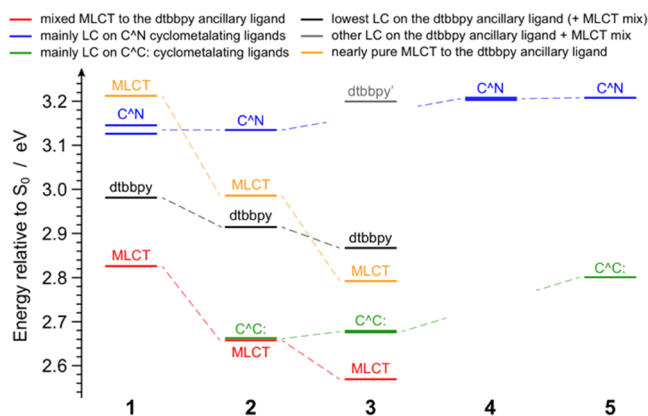 mixed MLCT to the dtbbpy ancillary ligand
mainly LC on C^N cyclometalating ligands
mainly LC on C^C: cyclometalating ligands
lowest LC on the dtbbpy ancillary ligand (+ MLCT mix)
other LC on the dtbbpy ancillary ligand + MLCT mix
nearly pure MLCT to the dtbbpy ancillary ligand
Energy relative to S₀ / eV
3.2
3.1
3.0
2.9
2.8
2.7
2.6
MLCT
C^N
dtbbpy
MLCT
C^N
MLCT
dtbbpy
C^C:
MLCT
dtbbpy'
dtbbpy
MLCT
C^C:
MLCT
C^N
C^N
C^C:
1 2 3 4 5